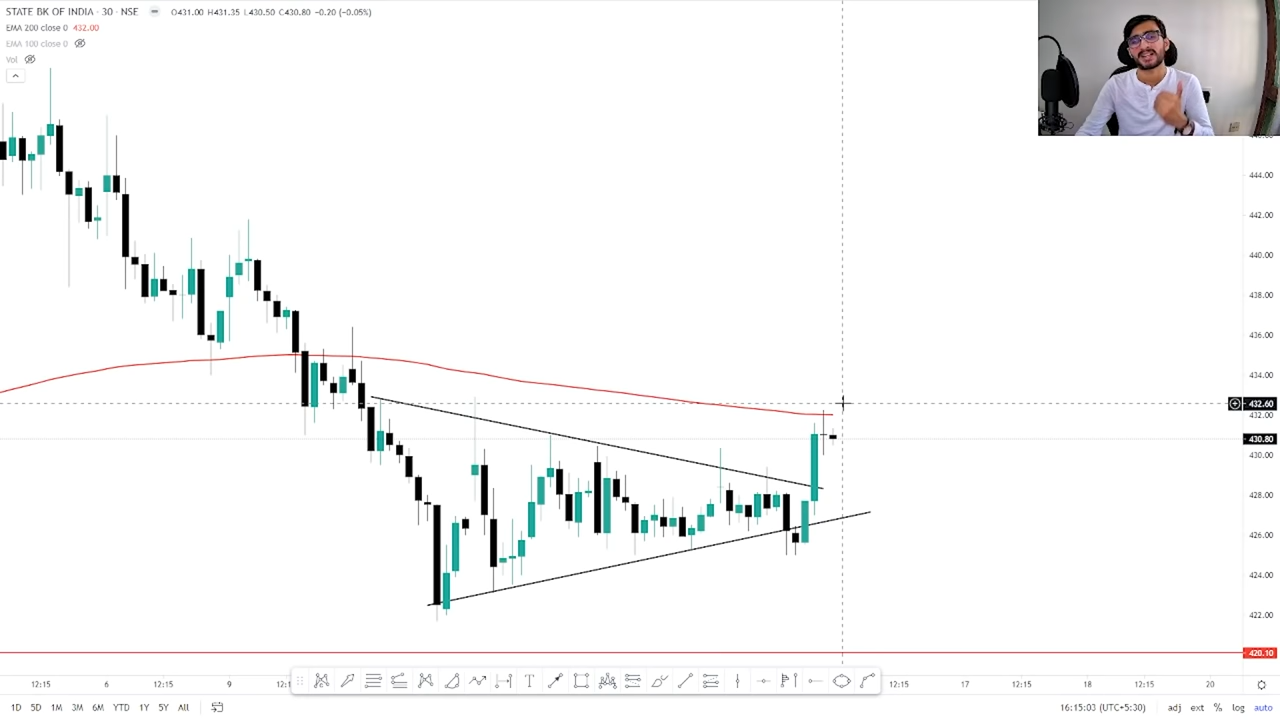 STATE BK OF INDIA · 30 · NSE O431.00 H431.35 L430.50 C430.80 −0.20 (−0.05%)
EMA 200 close 0 432.00
EMA 100 close 0
Vol
444.00
442.00
440.00
438.00
436.00
434.00
432.60
432.00
430.80
430.00
428.00
426.00
424.00
422.00
420.10
12:15 6 12:15 9 12:1 12:15 17 12:15 18 12:15 20
1D 5D 1M 3M 6M YTD 1Y 5Y All 16:15:03 (UTC+5:30) adj ext % log auto